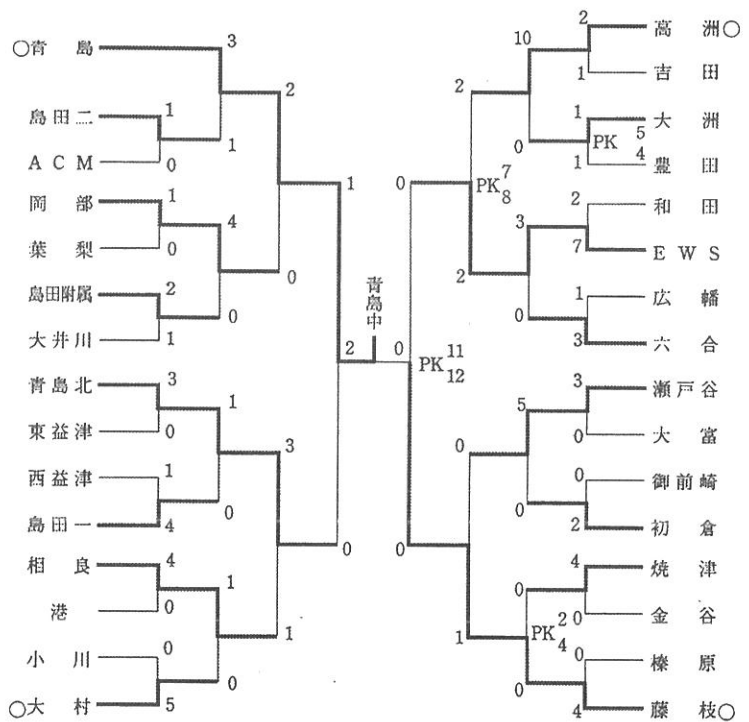 ○青島
島田二
ACM
岡部
葉梨
島田附属
大井川
青島北
東益津
西益津
島田一
相良
港
小川
○大村
3
1
0
1
1
0
4
2
1
0
3
0
1
1
4
0
4
0
1
0
5
0
2
0
3
1
1
0
2
青島中
0
PK 11 12
0
0
2
PK 7 8
2
0
1
10
0
3
0
5
0
0
PK 2 4
0
2
1
1
PK 5 4
1
2
7
1
3
3
0
0
2
4
0
0
4
高洲○
吉田
大洲
豊田
和田
EWS
広幡
六合
瀬戸谷
大富
御前崎
初倉
焼津
金谷
榛原
藤枝○